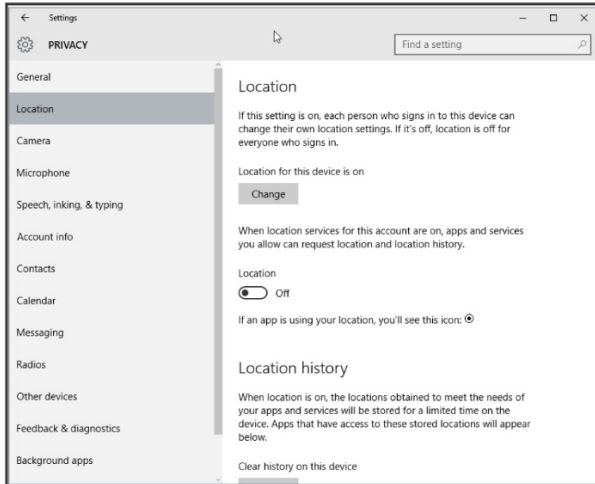 Settings
PRIVACY
Find a setting
General
Location
Camera
Microphone
Speech, inking, & typing
Account info
Contacts
Calendar
Messaging
Radios
Other devices
Feedback & diagnostics
Background apps
Location
If this setting is on, each person who signs in to this device can
change their own location settings. If it's off, location is off for
everyone who signs in.
Location for this device is on
Change
When location services for this account are on, apps and services
you allow can request location and location history.
Location
Off
If an app is using your location, you'll see this icon:
Location history
When location is on, the locations obtained to meet the needs of
your apps and services will be stored for a limited time on the
device. Apps that have access to these stored locations will appear
below.
Clear history on this device